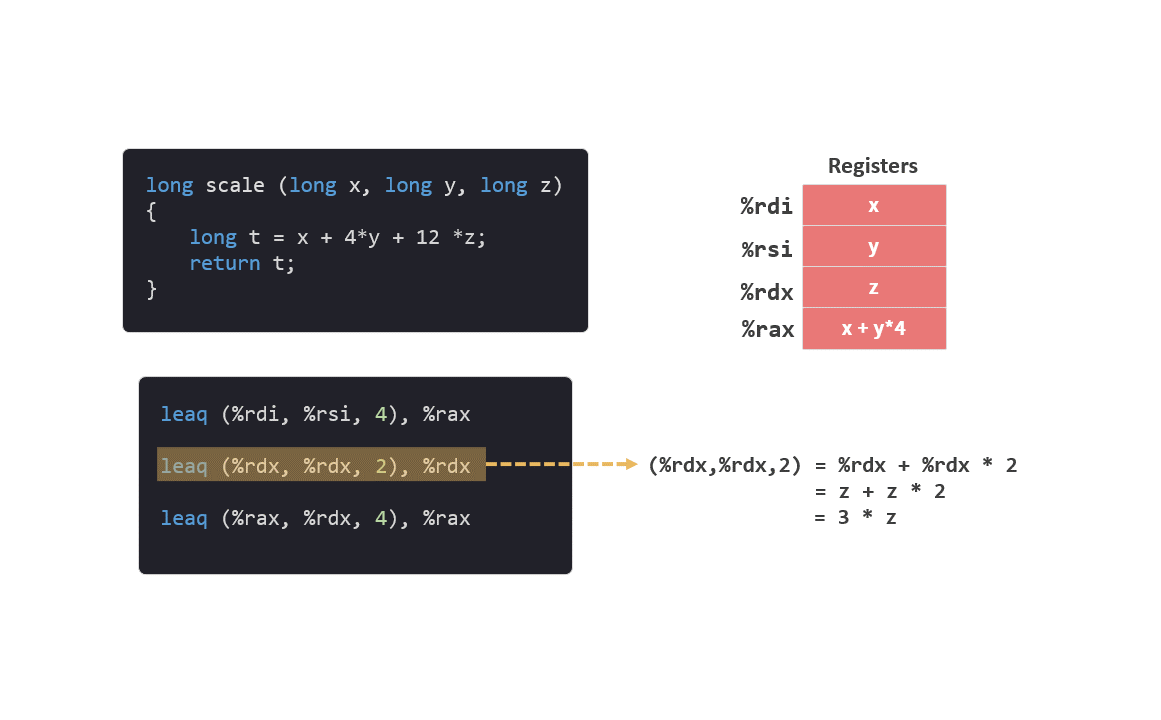 long scale (long x, long y, long z)
{
long t = x + 4*y + 12 *z;
return t;
}
Registers
%rdi x
%rsi y
%rdx z
%rax x + y*4
leaq (%rdi, %rsi, 4), %rax
leaq (%rdx, %rdx, 2), %rdx
leaq (%rax, %rdx, 4), %rax
(%rdx,%rdx,2) = %rdx + %rdx * 2
= z + z * 2
= 3 * z